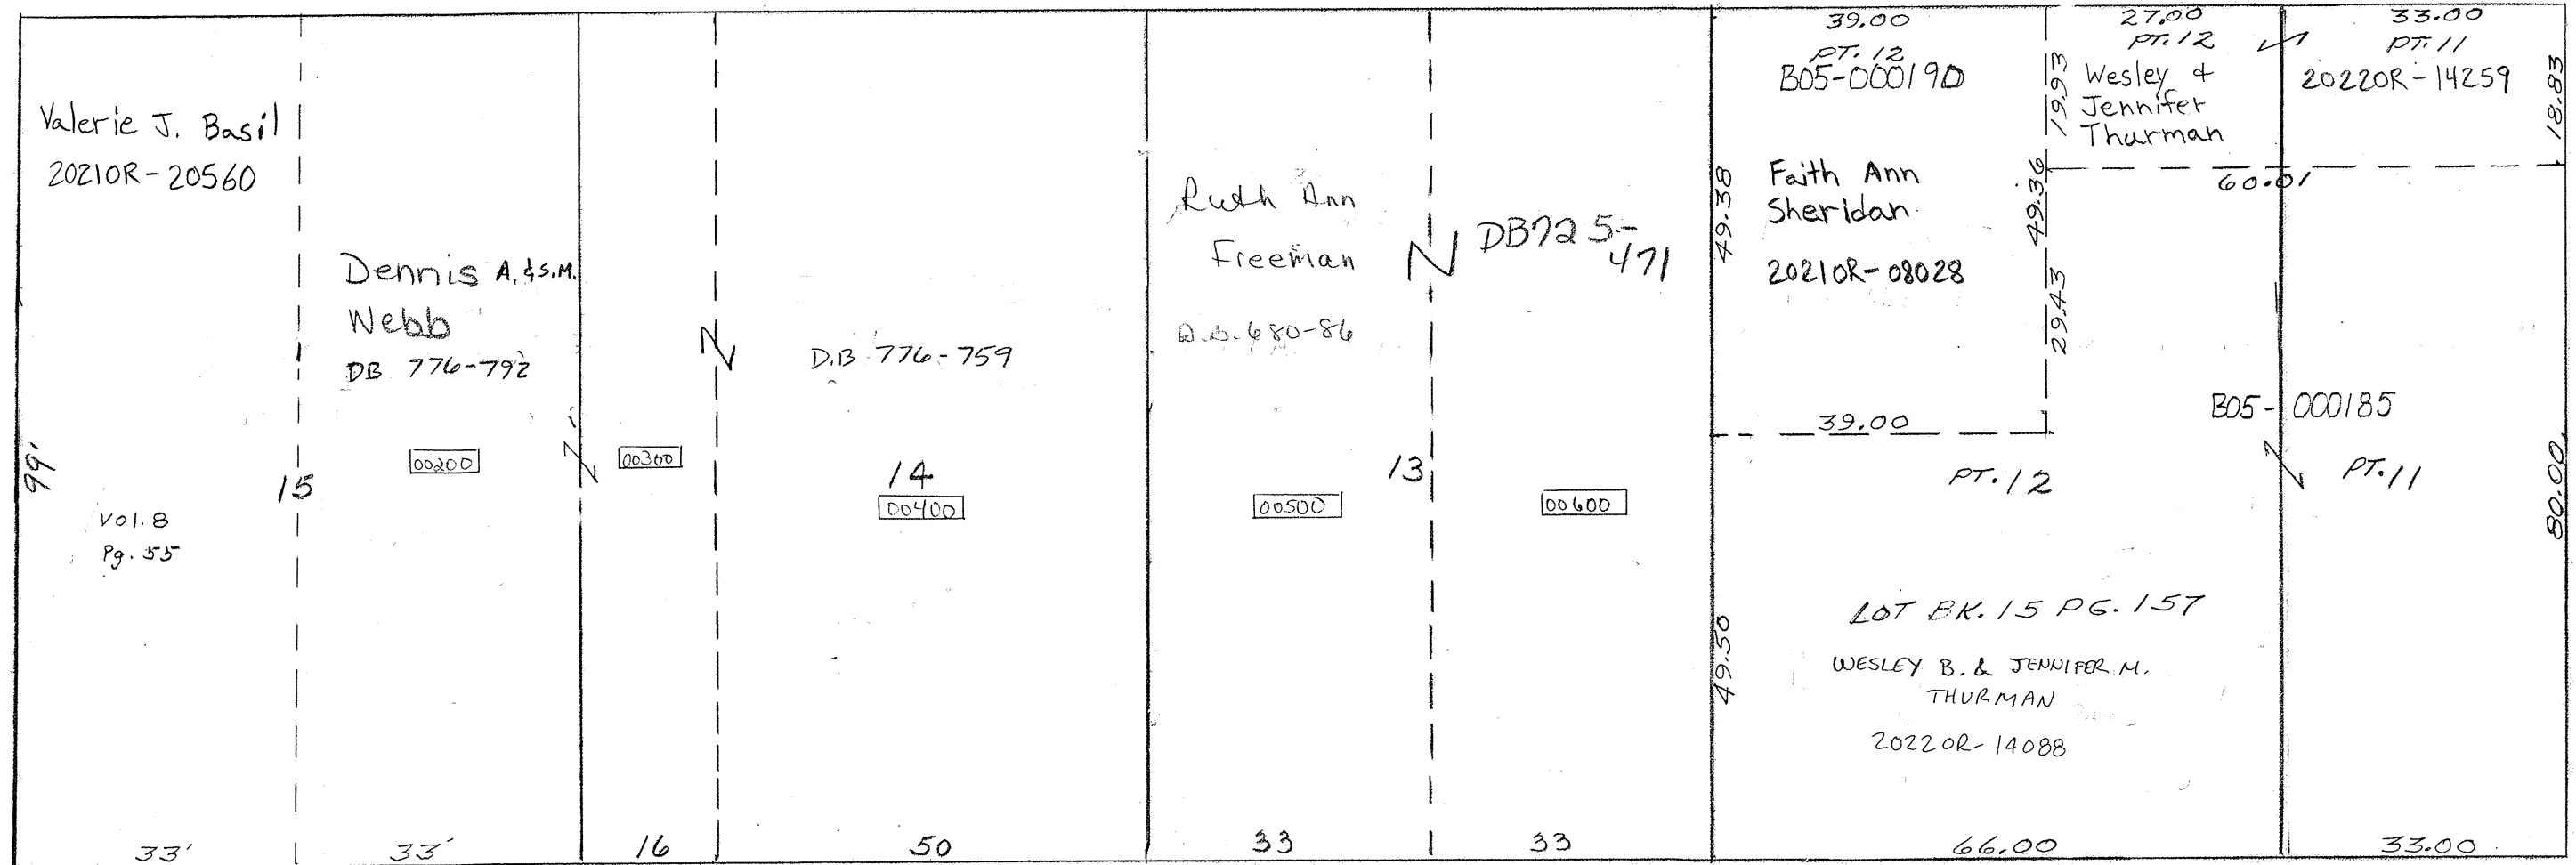 Valerie J. Basil
2021OR-20560
99'
Vol. 8
Pg. 55
33'
15
Dennis A. & S.M.
Webb
DB 776-792
00200
33'
00300
16
D.B 776-759
14
00400
50
Ruth Ann
Freeman
D.B. 680-86
13
00500
33
DB725-
471
00600
33
39.00
PT. 12
B05-000190
Faith Ann
Sheridan
2021OR-08028
49.38
19.93
49.36
29.43
39.00
27.00
PT. 12
Wesley &
Jennifer
Thurman
33.00
PT. 11
2022OR-14259
18.83
60.01
B05-000185
PT. 12
PT. 11
80.00
49.50
LOT BK. 15 PG. 157
WESLEY B. & JENNIFER M.
THURMAN
2022OR-14088
66.00
33.00